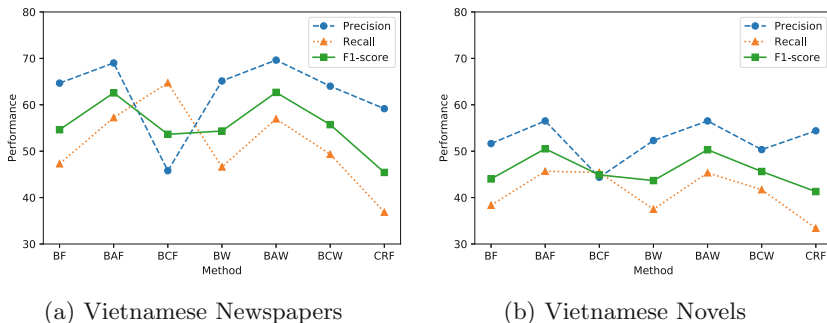 80
70
60
50
40
30
Performance
Precision
Recall
F1-score
BF BAF BCF BW BAW BCW CRF
Method
(a) Vietnamese Newspapers
80
70
60
50
40
30
Performance
Precision
Recall
F1-score
BF BAF BCF BW BAW BCW CRF
Method
(b) Vietnamese Novels